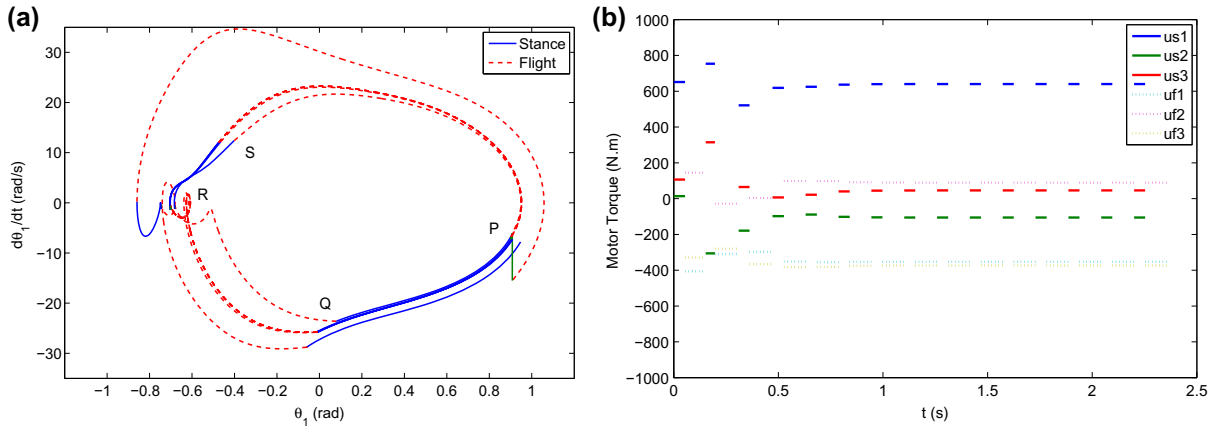 (a)
30
20
10
0
−10
−20
−30
dθ1/dt (rad/s)
−1
−0.8
−0.6
−0.4
−0.2
0
0.2
0.4
0.6
0.8
1
θ1 (rad)
Stance
Flight
S
R
P
Q
(b)
1000
800
600
400
200
0
−200
−400
−600
−800
−1000
Motor Torque (N.m)
0
0.5
1
1.5
2
2.5
t (s)
us1
us2
us3
uf1
uf2
uf3